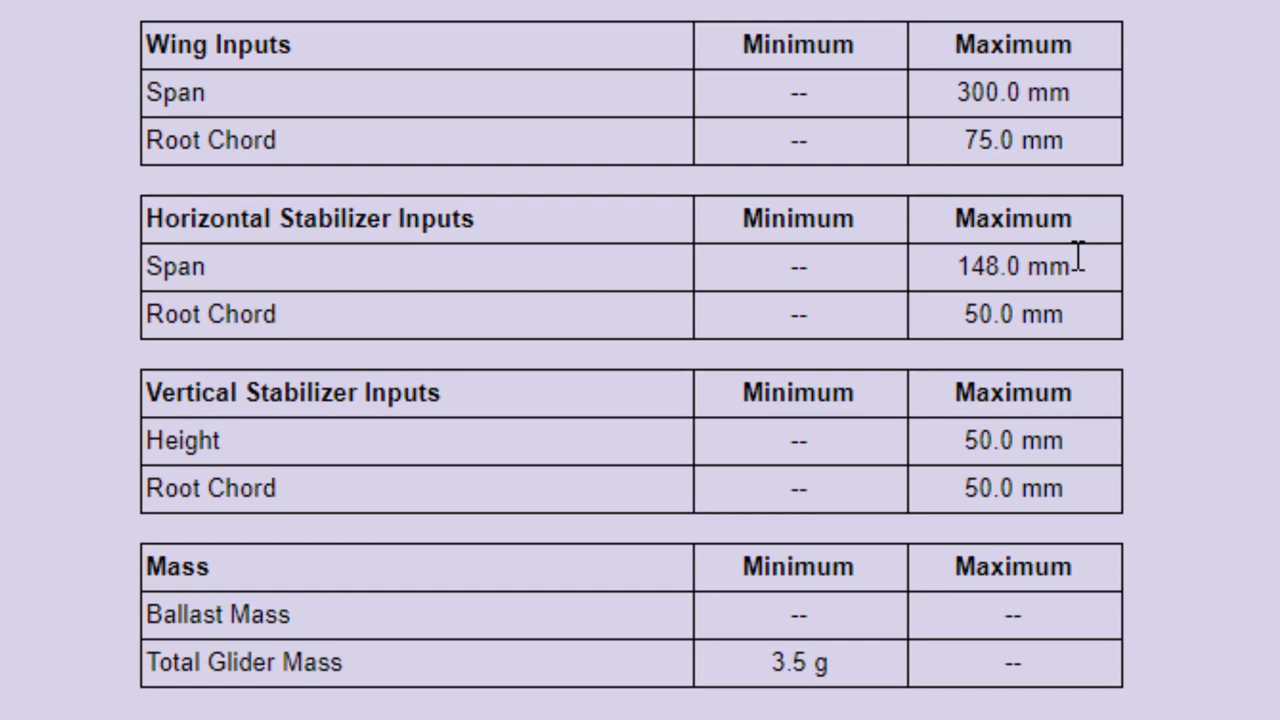 Wing Inputs Minimum Maximum
Span -- 300.0 mm
Root Chord -- 75.0 mm
Horizontal Stabilizer Inputs Minimum Maximum
Span -- 148.0 mm
Root Chord -- 50.0 mm
Vertical Stabilizer Inputs Minimum Maximum
Height -- 50.0 mm
Root Chord -- 50.0 mm
Mass Minimum Maximum
Ballast Mass -- --
Total Glider Mass 3.5 g --